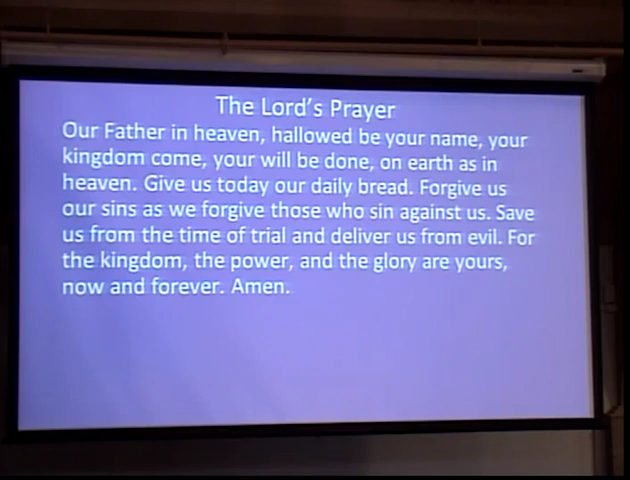 The Lord's Prayer
Our Father in heaven, hallowed be your name, your
kingdom come, your will be done, on earth as in
heaven. Give us today our daily bread. Forgive us
our sins as we forgive those who sin against us. Save
us from the time of trial and deliver us from evil. For
the kingdom, the power, and the glory are yours,
now and forever. Amen.